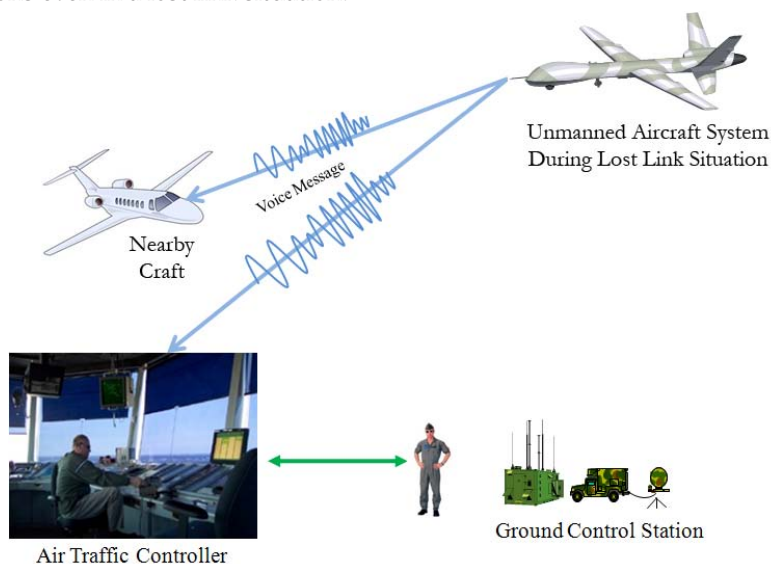 Unmanned Aircraft System
During Lost Link Situation
Voice Message
Nearby
Craft
Ground Control Station
Air Traffic Controller